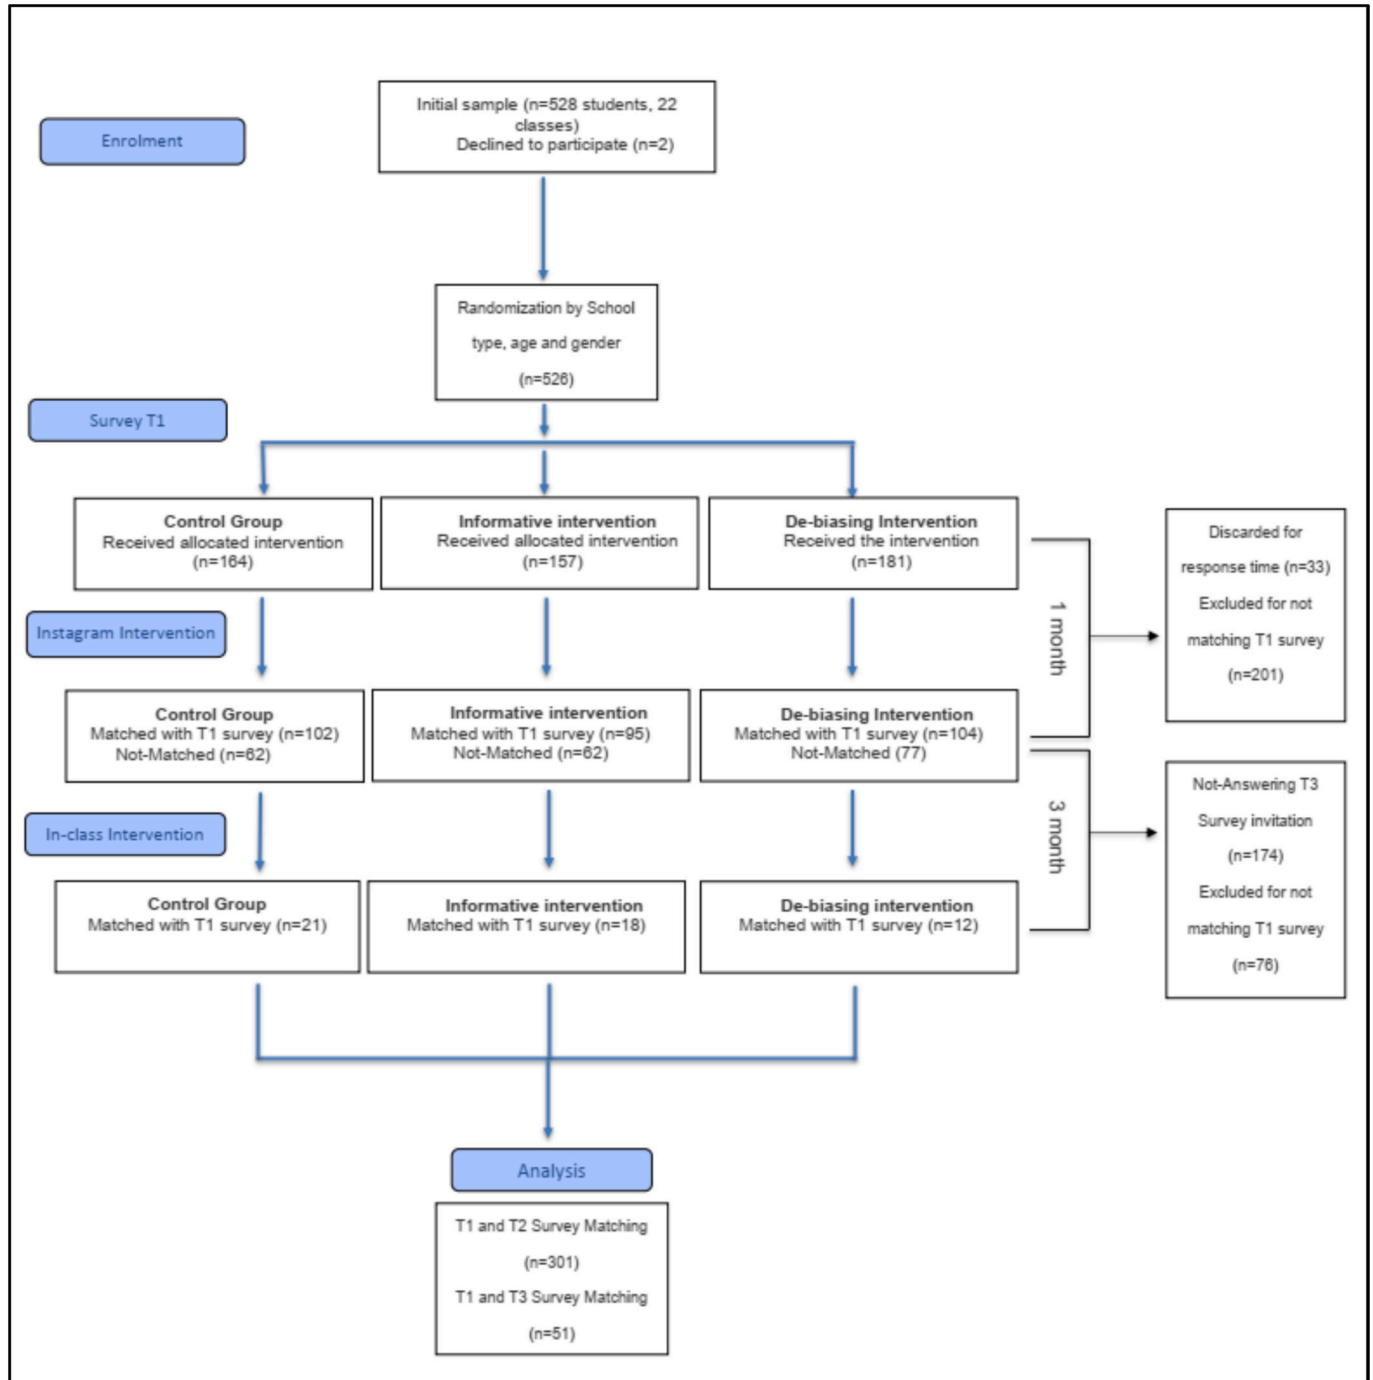 Enrolment
Initial sample (n=528 students, 22
classes)
Declined to participate (n=2)
Randomization by School
type, age and gender
(n=526)
Survey T1
Control Group
Received allocated intervention
(n=164)
Informative intervention
Received allocated intervention
(n=157)
De-biasing Intervention
Received the intervention
(n=181)
1 month
Discarded for
response time (n=33)
Excluded for not
matching T1 survey
(n=201)
Instagram Intervention
Control Group
Matched with T1 survey (n=102)
Not-Matched (n=62)
Informative intervention
Matched with T1 survey (n=95)
Not-Matched (n=62)
De-biasing Intervention
Matched with T1 survey (n=104)
Not-Matched (77)
3 month
Not-Answering T3
Survey invitation
(n=174)
Excluded for not
matching T1 survey
(n=76)
In-class Intervention
Control Group
Matched with T1 survey (n=21)
Informative intervention
Matched with T1 survey (n=18)
De-biasing intervention
Matched with T1 survey (n=12)
Analysis
T1 and T2 Survey Matching
(n=301)
T1 and T3 Survey Matching
(n=51)